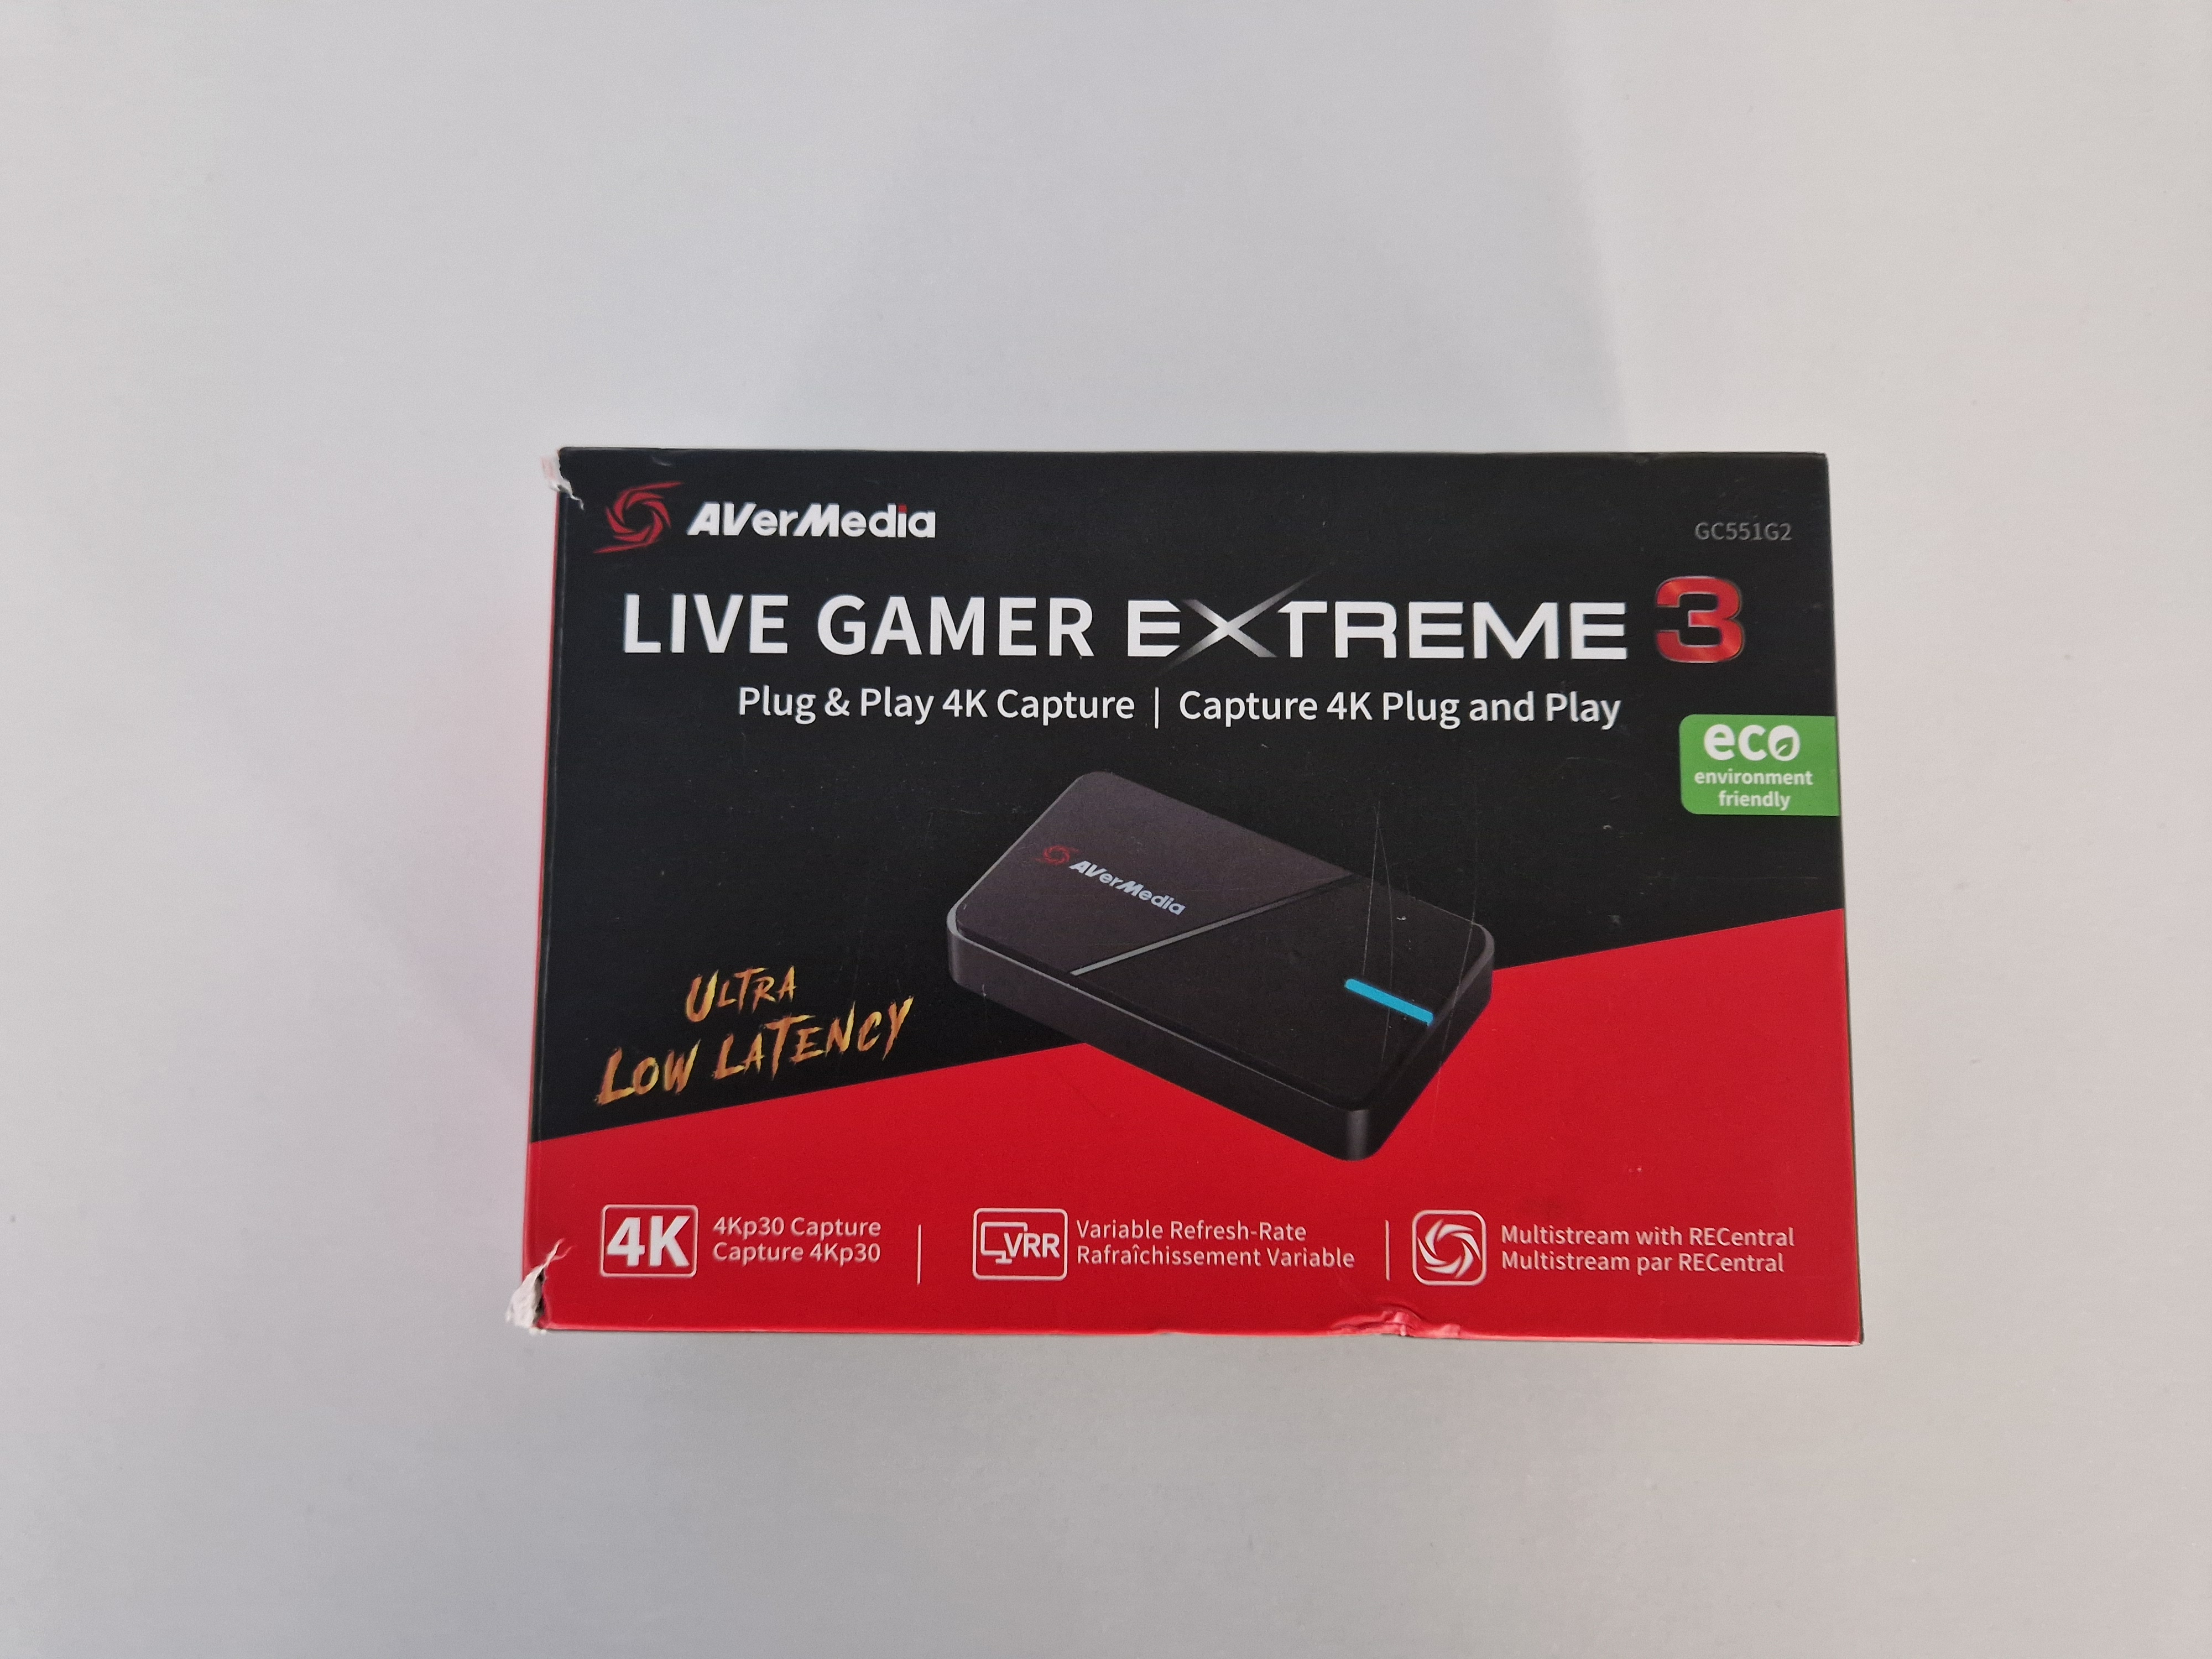 AVerMedia
GC551G2
LIVE GAMER EXTREME 3
Plug & Play 4K Capture | Capture 4K Plug and Play
eco
environment
friendly
AVerMedia
ULTRA
LOW LATENCY
4K
4Kp30 Capture
Capture 4Kp30
VRR
Variable Refresh-Rate
Rafraîchissement Variable
Multistream with RECentral
Multistream par RECentral